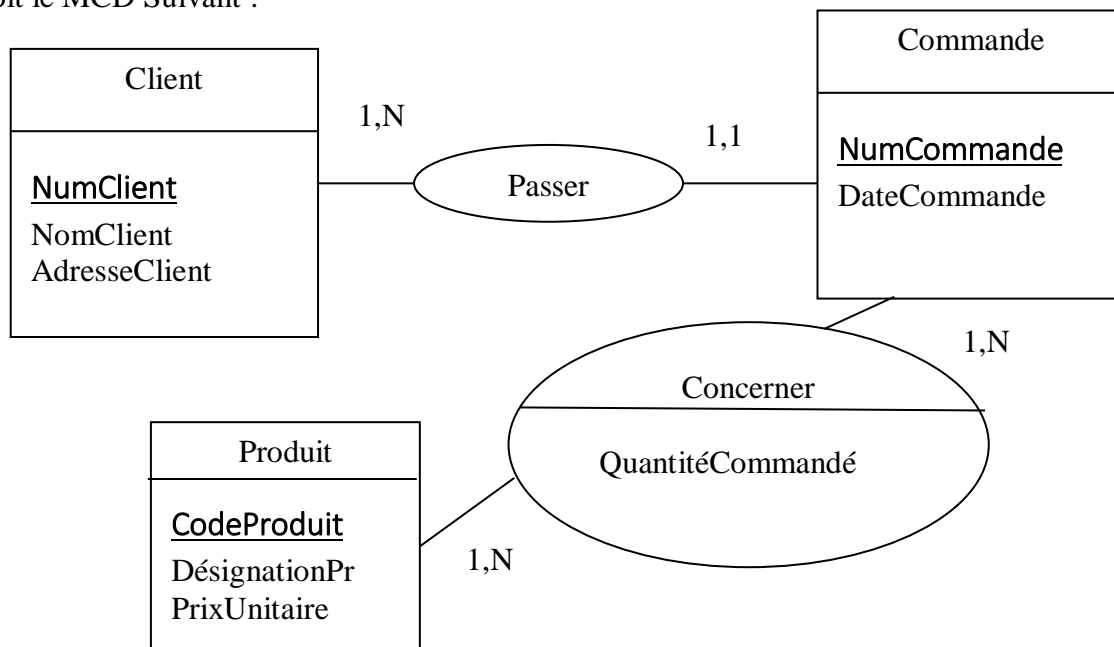 le MCD Suivant :
Client
NumClient
NomClient
AdresseClient
1,N
Passer
1,1
Commande
NumCommande
DateCommande
1,N
Concerner
QuantitéCommandé
1,N
Produit
CodeProduit
DésignationPr
PrixUnitaire